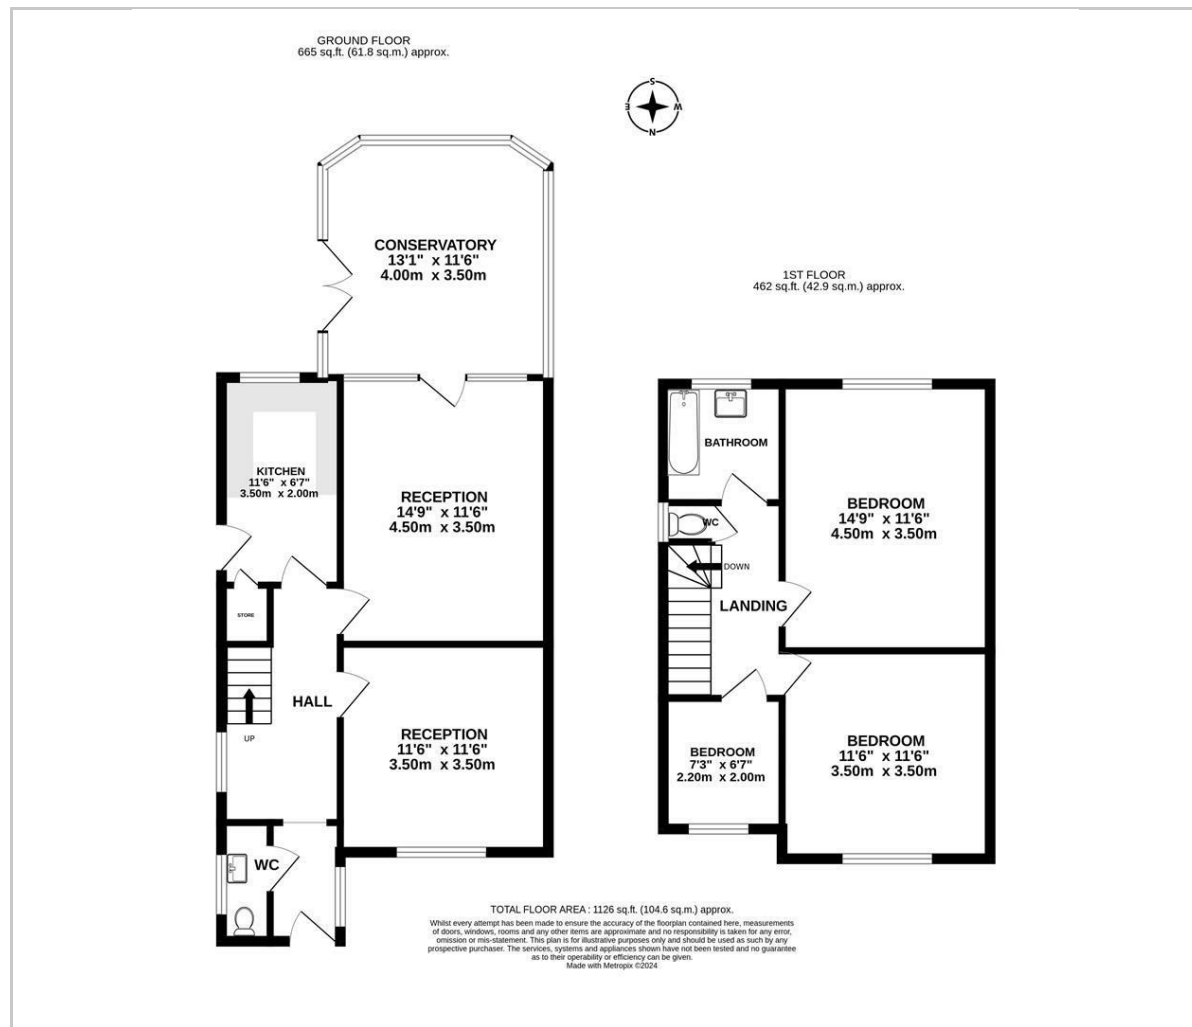 GROUND FLOOR
665 sq.ft. (61.8 sq.m.) approx.
S
E
W
N
CONSERVATORY
13'1" x 11'6"
4.00m x 3.50m
1ST FLOOR
462 sq.ft. (42.9 sq.m.) approx.
KITCHEN
11'6" x 6'7"
3.50m x 2.00m
RECEPTION
14'9" x 11'6"
4.50m x 3.50m
STORE
HALL
UP
RECEPTION
11'6" x 11'6"
3.50m x 3.50m
WC
BATHROOM
BEDROOM
14'9" x 11'6"
4.50m x 3.50m
WC
DOWN
LANDING
BEDROOM
7'3" x 6'7"
2.20m x 2.00m
BEDROOM
11'6" x 11'6"
3.50m x 3.50m
TOTAL FLOOR AREA : 1126 sq.ft. (104.6 sq.m.) approx.
Whilst every attempt has been made to ensure the accuracy of the floorplan contained here, measurements
of doors, windows, rooms and any other items are approximate and no responsibility is taken for any error,
omission or mis-statement. This plan is for illustrative purposes only and should be used as such by any
prospective purchaser. The services, systems and appliances shown have not been tested and no guarantee
as to their operability or efficiency can be given.
Made with Metropix ©2024